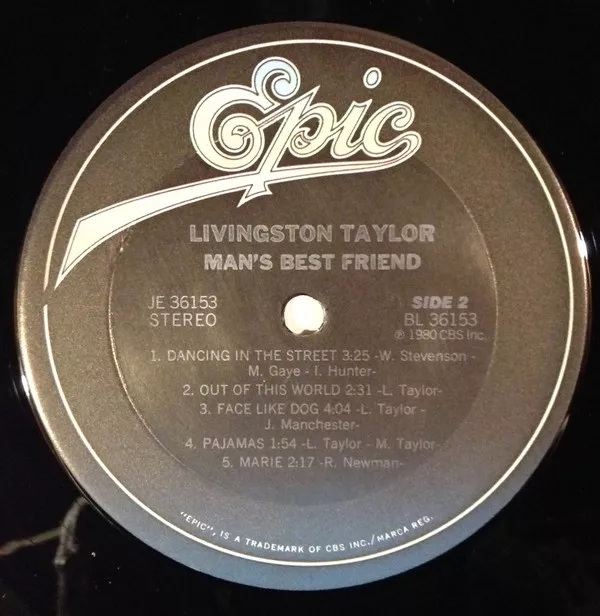 Epic
LIVINGSTON TAYLOR
MAN'S BEST FRIEND
JE 36153
STEREO
SIDE 2
BL 36153
℗ 1980 CBS Inc.
1. DANCING IN THE STREET 3:25 -W. Stevenson -
M. Gaye - I. Hunter-
2. OUT OF THIS WORLD 2:31 -L. Taylor-
3. FACE LIKE DOG 4:04 -L. Taylor -
J. Manchester-
4. PAJAMAS 1:54 -L. Taylor - M. Taylor-
5. MARIE 2:17 -R. Newman-
"EPIC", IS A TRADEMARK OF CBS INC./MARCA REG.